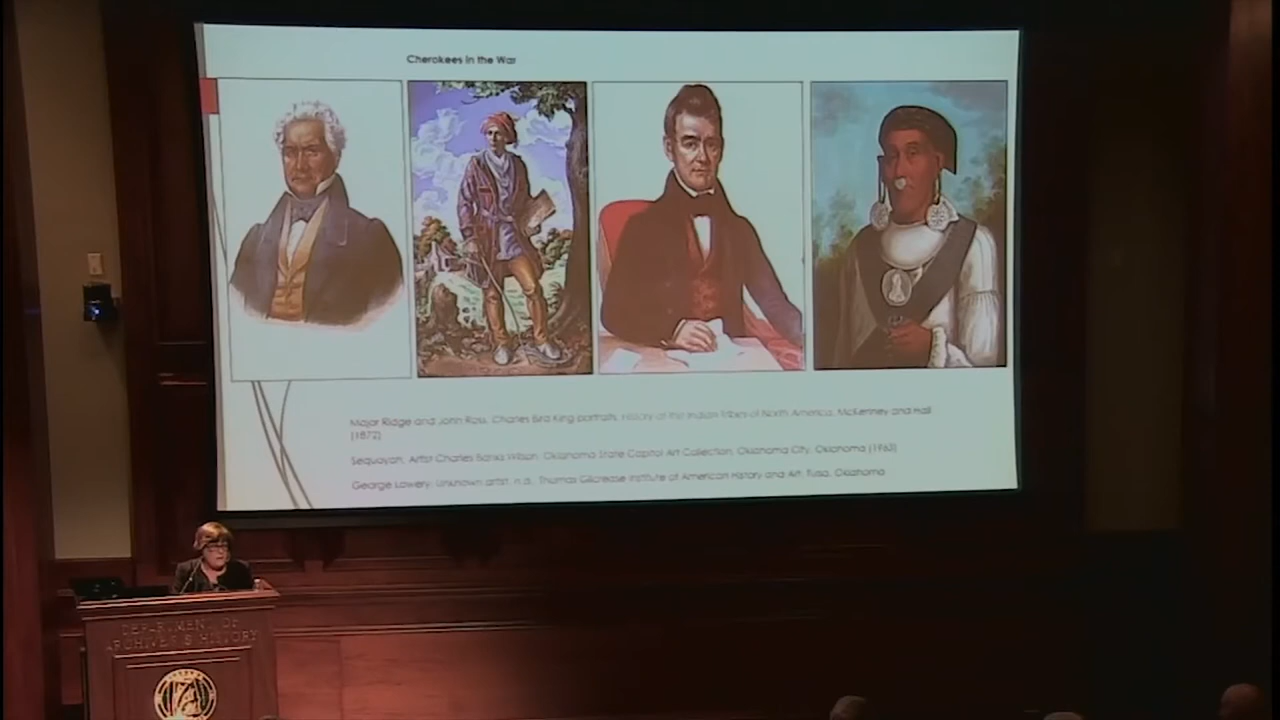 Cherokees in the War
Major Ridge and John Ross, Charles Bird King portraits, History of the Indian Tribes of North America, McKenney and Hall
(1872)
Sequoyah, Artist Charles Banks Wilson, Oklahoma State Capitol Art Collection, Oklahoma City, Oklahoma (1963)
George Lowery: Unknown artist, n.d., Thomas Gilcrease Institute of American History and Art, Tulsa, Oklahoma
DEPARTMENT OF
ARCHIVES & HISTORY